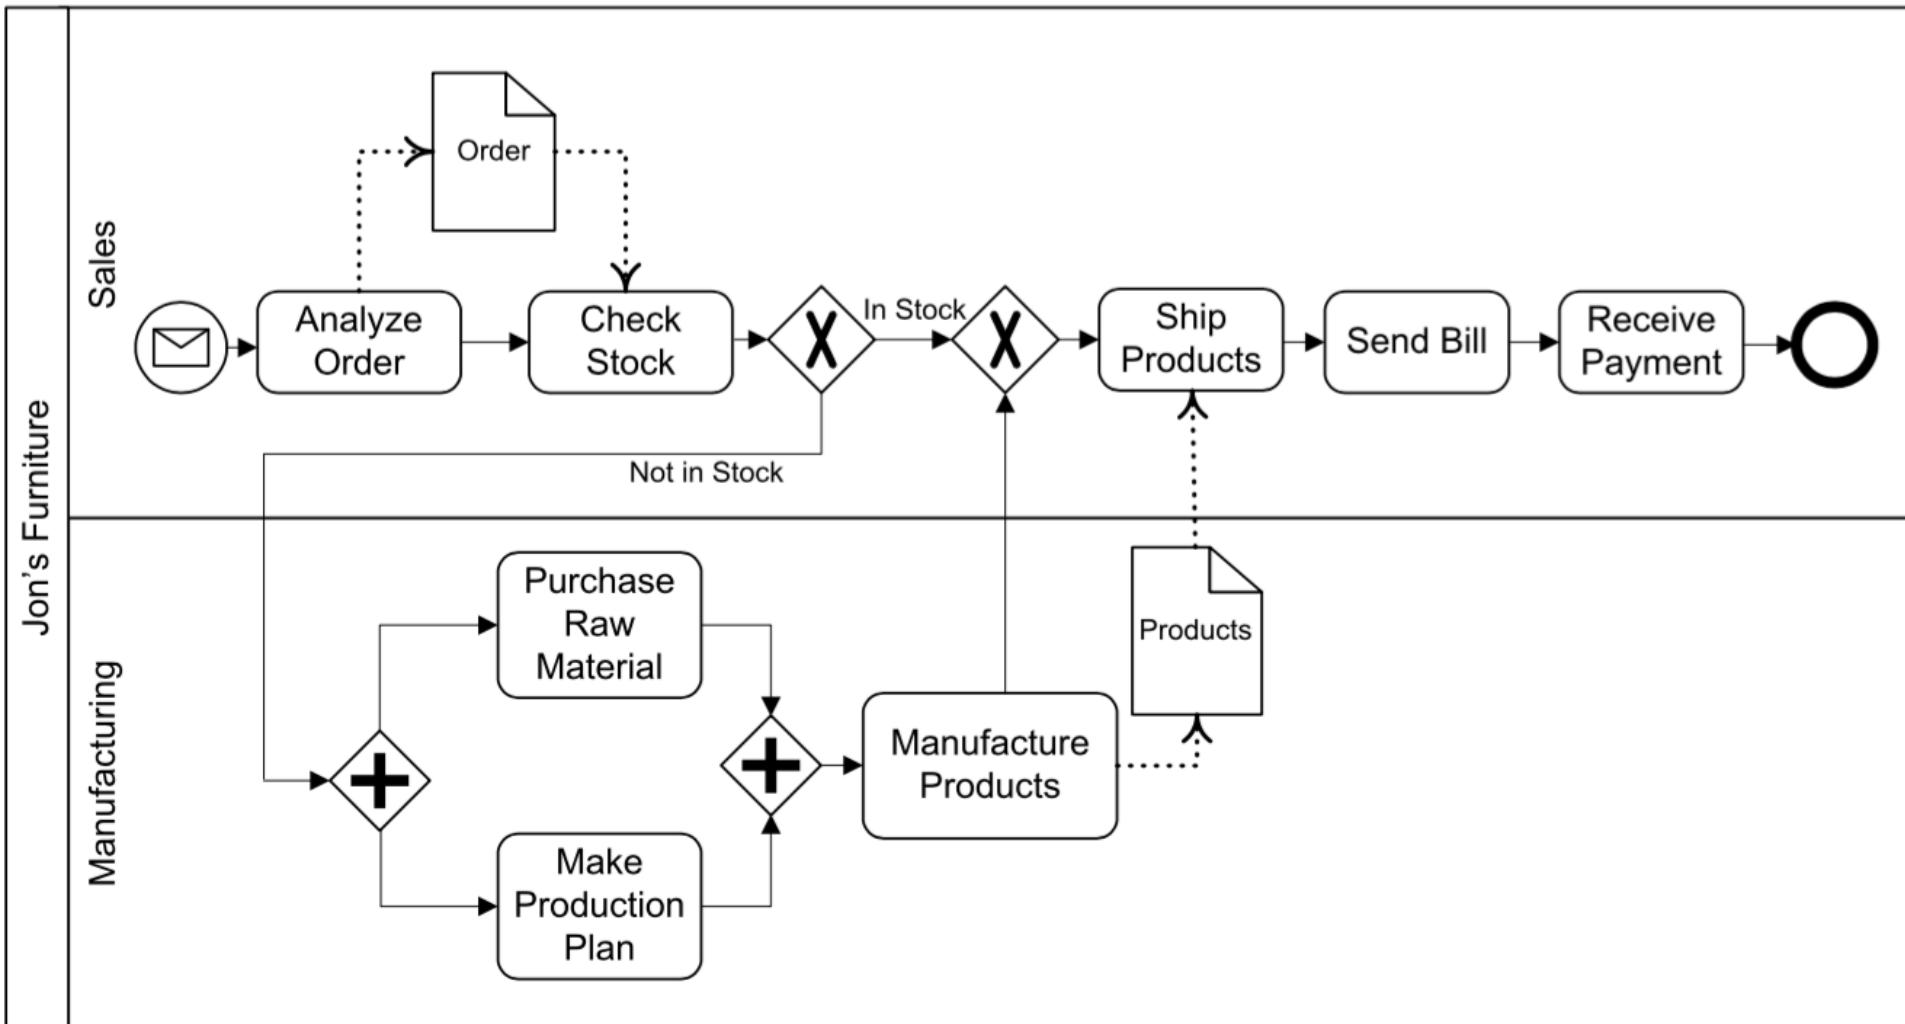 Jon's Furniture
Sales
Order
Analyze
Order
Check
Stock
In Stock
Not in Stock
Ship
Products
Send Bill
Receive
Payment
Manufacturing
Purchase
Raw
Material
Make
Production
Plan
Manufacture
Products
Products